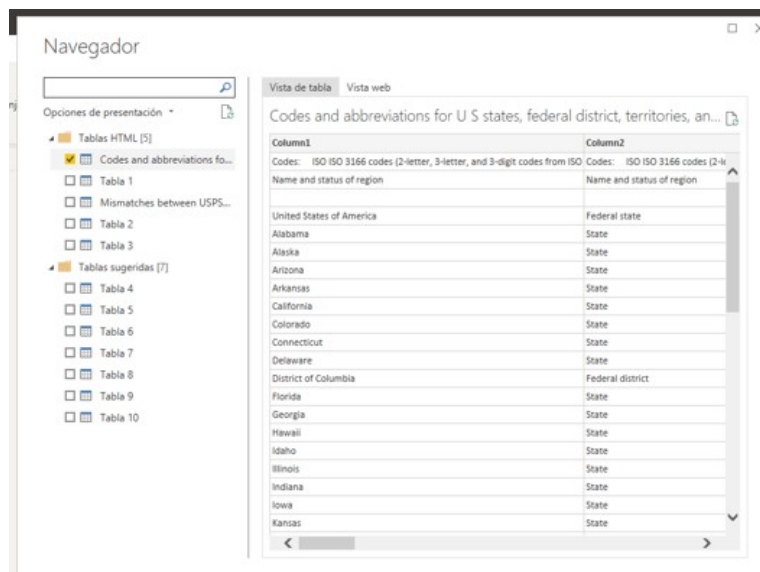 Navegador
nj
Opciones de presentación
Tablas HTML [5]
Codes and abbreviations fo...
Tabla 1
Mismatches between USPS...
Tabla 2
Tabla 3
Tablas sugeridas [7]
Tabla 4
Tabla 5
Tabla 6
Tabla 7
Tabla 8
Tabla 9
Tabla 10
Vista de tabla Vista web
Codes and abbreviations for U S states, federal district, territories, an...
Column1 Column2
Codes: ISO ISO 3166 codes (2-letter, 3-letter, and 3-digit codes from ISO Codes: ISO ISO 3166 codes (2-le
Name and status of region Name and status of region
United States of America Federal state
Alabama State
Alaska State
Arizona State
Arkansas State
California State
Colorado State
Connecticut State
Delaware State
District of Columbia Federal district
Florida State
Georgia State
Hawaii State
Idaho State
Illinois State
Indiana State
Iowa State
Kansas State